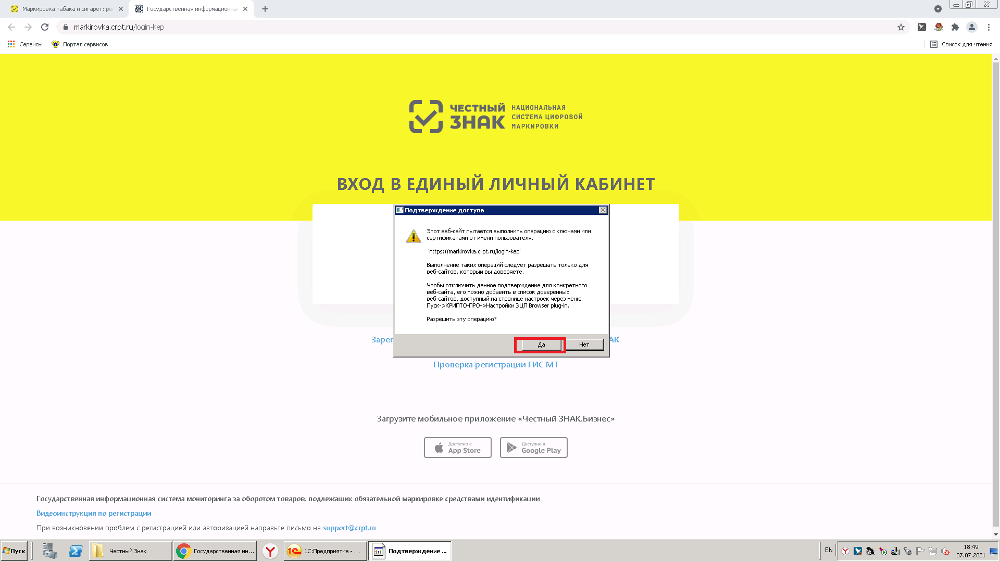 Маркировка табака и сигарет: рег
Государственная информационная
markirovka.crpt.ru/login-kep
Сервисы
Портал сервисов
Список для чтения
ЧЕСТНЫЙ
ЗНАК
НАЦИОНАЛЬНАЯ
СИСТЕМА ЦИФРОВОЙ
МАРКИРОВКИ
ВХОД В ЕДИНЫЙ ЛИЧНЫЙ КАБИНЕТ
Подтверждение доступа
Этот веб-сайт пытается выполнить операцию с ключами или
сертификатами от имени пользователя.
'https://markirovka.crpt.ru/login-kep'
Выполнение таких операций следует разрешать только для
веб-сайтов, которым вы доверяете.
Чтобы отключить данное подтверждение для конкретного
веб-сайта, его можно добавить в список доверенных
веб-сайтов, доступный на странице настроек через меню
Пуск->КРИПТО-ПРО->Настройки ЭЦП Browser plug-in.
Разрешить эту операцию?
Да
Нет
Зарег
АК.
Проверка регистрации ГИС МТ
Загрузите мобильное приложение «Честный ЗНАК.Бизнес»
Доступно в
App Store
Доступно в
Google Play
Государственная информационная система мониторинга за оборотом товаров, подлежащих обязательной маркировке средствами идентификации
Видеоинструкция по регистрации
При возникновении проблем с регистрацией или авторизацией направьте письмо на support@crpt.ru
Пуск
Честный Знак
Государственная ин...
1С:Предприятие - ...
Подтверждение ...
EN
18:49
07.07.2021